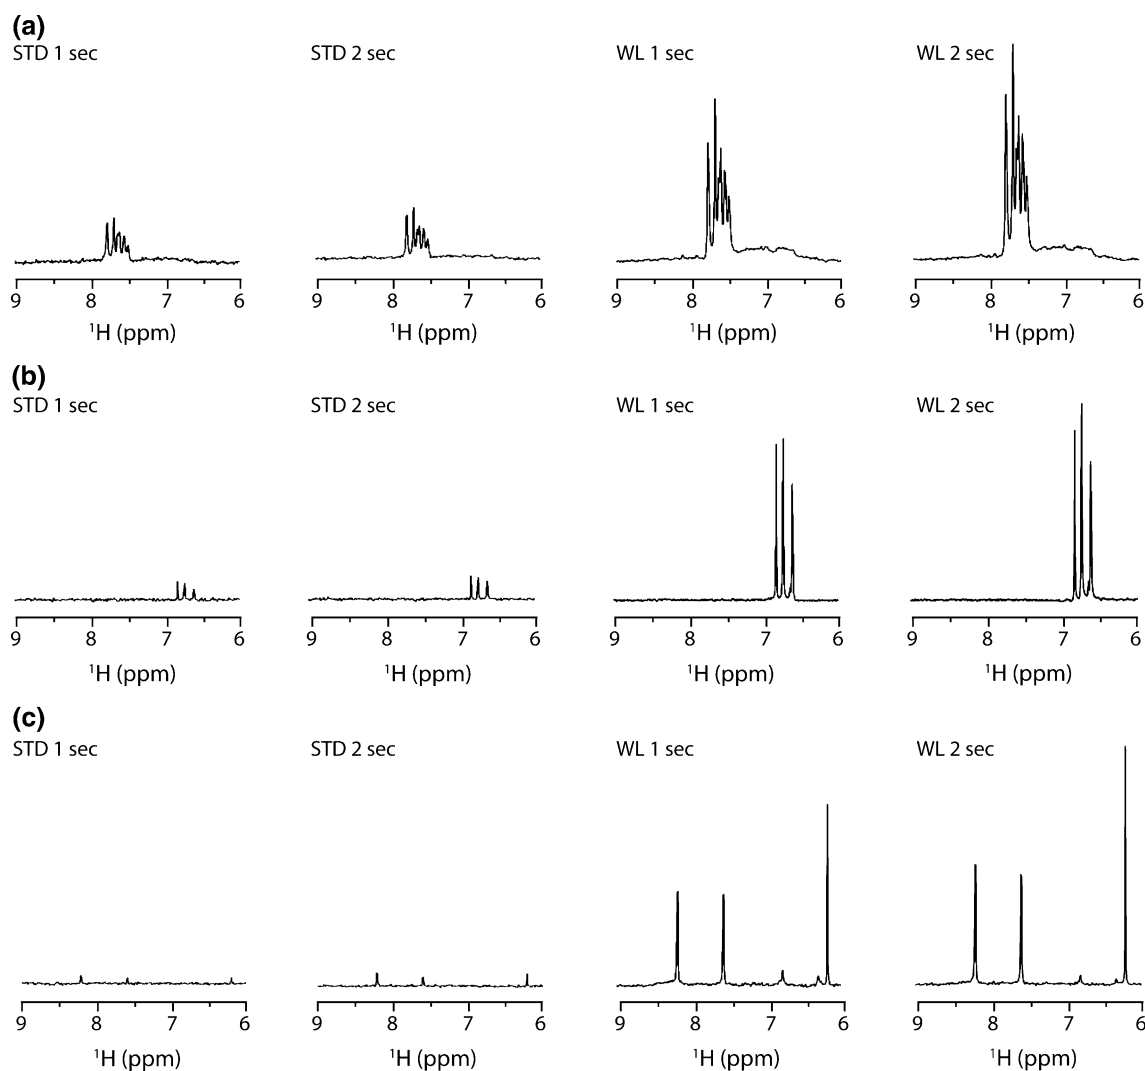 (a)
STD 1 sec STD 2 sec WL 1 sec WL 2 sec
9 8 7 6 9 8 7 6 9 8 7 6 9 8 7 6
¹H (ppm) ¹H (ppm) ¹H (ppm) ¹H (ppm)
(b)
STD 1 sec STD 2 sec WL 1 sec WL 2 sec
9 8 7 6 9 8 7 6 9 8 7 6 9 8 7 6
¹H (ppm) ¹H (ppm) ¹H (ppm) ¹H (ppm)
(c)
STD 1 sec STD 2 sec WL 1 sec WL 2 sec
9 8 7 6 9 8 7 6 9 8 7 6 9 8 7 6
¹H (ppm) ¹H (ppm) ¹H (ppm) ¹H (ppm)